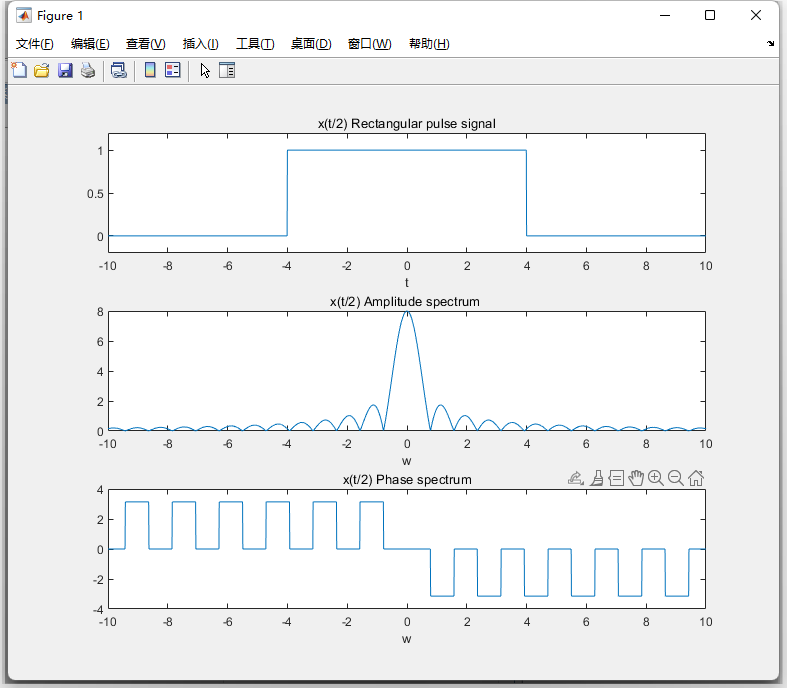 Figure 1
文件(F) 编辑(E) 查看(V) 插入(I) 工具(T) 桌面(D) 窗口(W) 帮助(H)
x(t/2) Rectangular pulse signal
1
0.5
0
-10 -8 -6 -4 -2 0 2 4 6 8 10
t
x(t/2) Amplitude spectrum
8
6
4
2
0
-10 -8 -6 -4 -2 0 2 4 6 8 10
w
x(t/2) Phase spectrum
4
2
0
-2
-4
-10 -8 -6 -4 -2 0 2 4 6 8 10
w